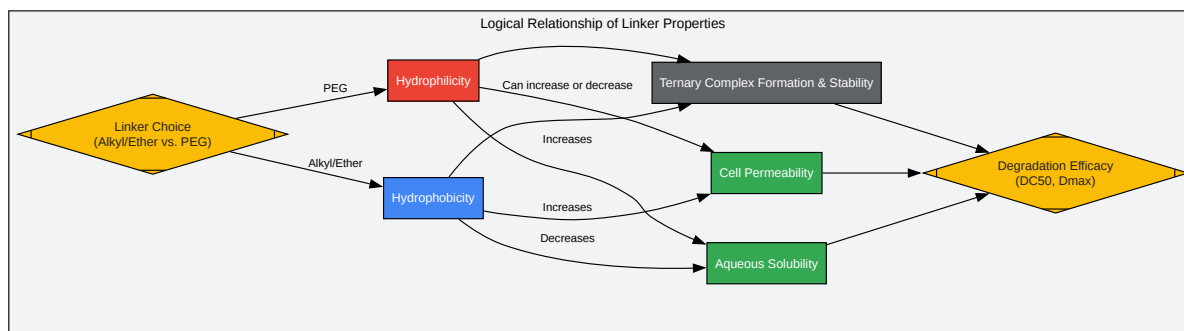 Logical Relationship of Linker Properties
Linker Choice
(Alkyl/Ether vs. PEG)
PEG
Alkyl/Ether
Hydrophilicity
Hydrophobicity
Can increase or decrease
Increases
Increases
Decreases
Ternary Complex Formation & Stability
Cell Permeability
Aqueous Solubility
Degradation Efficacy
(DC50, Dmax)